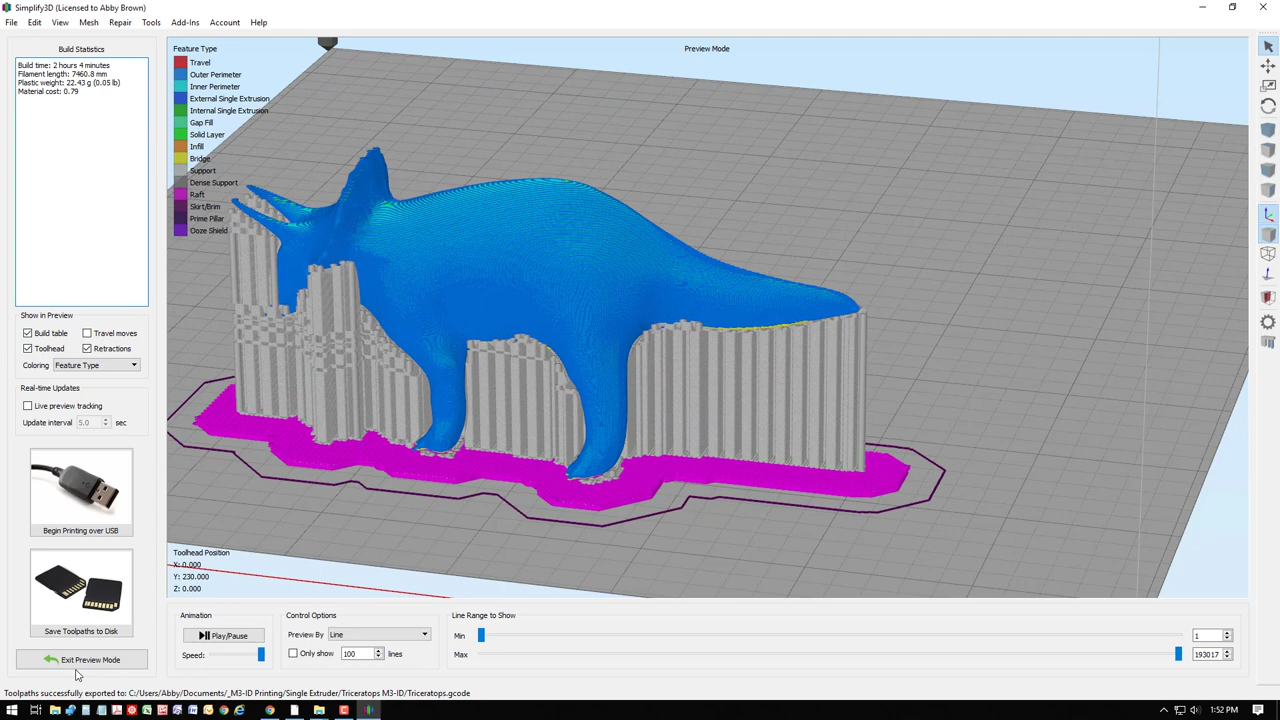 Simplify3D (Licensed to Abby Brown)
File Edit View Mesh Repair Tools Add-Ins Account Help
Build Statistics
Build time: 2 hours 4 minutes
Filament length: 7460.8 mm
Plastic weight: 22.43 g (0.05 lb)
Material cost: 0.79
Show in Preview
Build table Travel moves
Toolhead Retractions
Coloring Feature Type
Real-time Updates
Live preview tracking
Update interval 5.0 sec
Begin Printing over USB
Save Toolpaths to Disk
Exit Preview Mode
Feature Type
Travel
Outer Perimeter
Inner Perimeter
External Single Extrusion
Internal Single Extrusion
Gap Fill
Solid Layer
Infill
Bridge
Support
Dense Support
Raft
Skirt/Brim
Prime Pillar
Ooze Shield
Preview Mode
Toolhead Position
X: 0.000
Y: 230.000
Z: 0.000
Animation
Play/Pause
Speed:
Control Options
Preview By Line
Only show 100 lines
Line Range to Show
Min 1
Max 193017
Toolpaths successfully exported to: C:/Users/Abby/Documents/_M3-ID Printing/Single Extruder/Triceratops M3-ID/Triceratops.gcode
1:52 PM